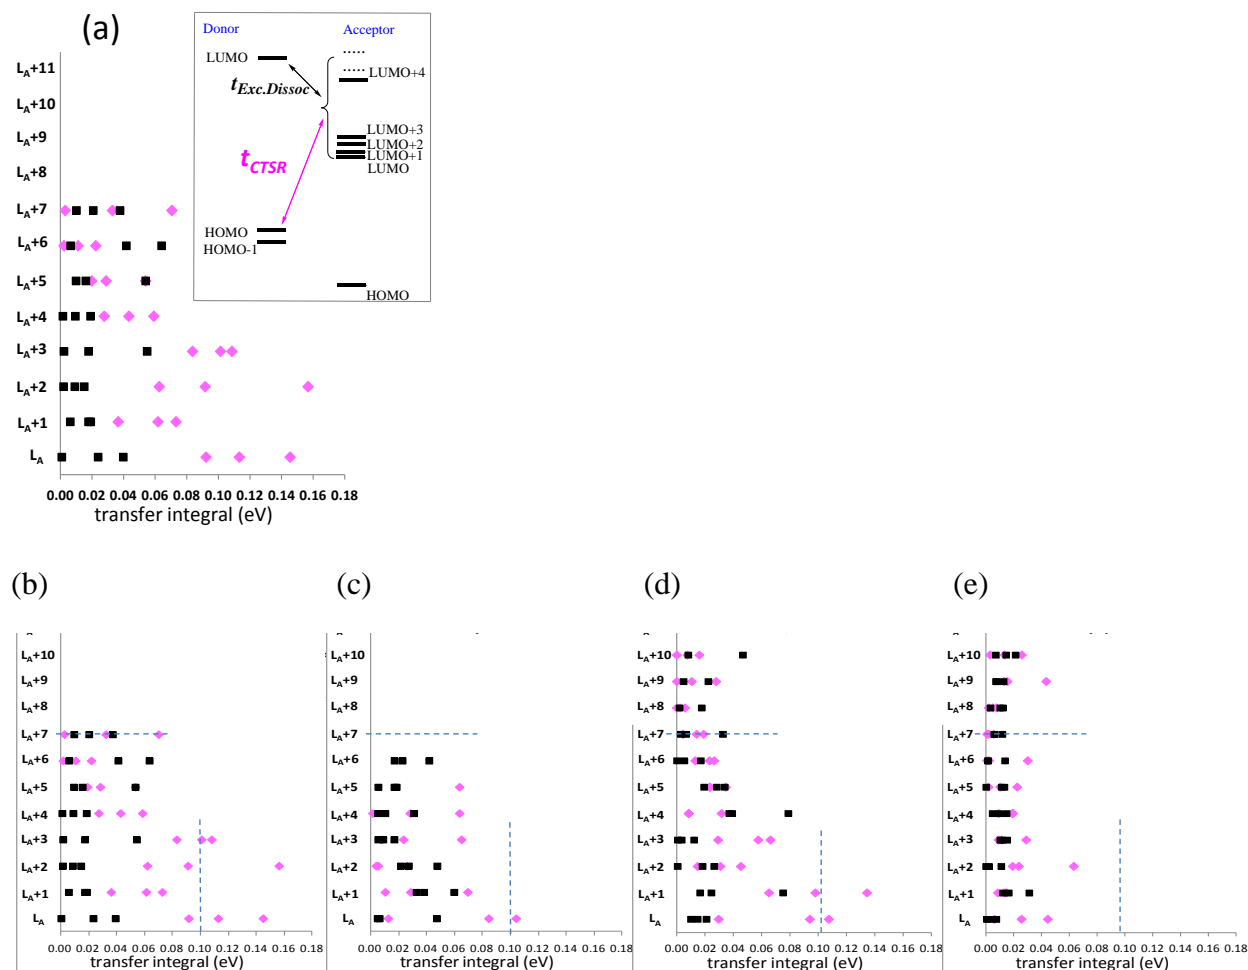 (a)
Donor Acceptor
LUMO
LUMO+4
t_Exc.Dissoc
LUMO+3
LUMO+2
LUMO+1
LUMO
t_CTSR
HOMO
HOMO-1
HOMO
L_A+11
L_A+10
L_A+9
L_A+8
L_A+7
L_A+6
L_A+5
L_A+4
L_A+3
L_A+2
L_A+1
L_A
0.00 0.02 0.04 0.06 0.08 0.10 0.12 0.14 0.16 0.18
transfer integral (eV)
(b)
L_A+10
L_A+9
L_A+8
L_A+7
L_A+6
L_A+5
L_A+4
L_A+3
L_A+2
L_A+1
L_A
0.00 0.02 0.04 0.06 0.08 0.10 0.12 0.14 0.16 0.18
transfer integral (eV)
(c)
L_A+10
L_A+9
L_A+8
L_A+7
L_A+6
L_A+5
L_A+4
L_A+3
L_A+2
L_A+1
L_A
0.00 0.02 0.04 0.06 0.08 0.10 0.12 0.14 0.16 0.18
transfer integral (eV)
(d)
L_A+10
L_A+9
L_A+8
L_A+7
L_A+6
L_A+5
L_A+4
L_A+3
L_A+2
L_A+1
L_A
0.00 0.02 0.04 0.06 0.08 0.10 0.12 0.14 0.16 0.18
transfer integral (eV)
(e)
L_A+10
L_A+9
L_A+8
L_A+7
L_A+6
L_A+5
L_A+4
L_A+3
L_A+2
L_A+1
L_A
0.00 0.02 0.04 0.06 0.08 0.10 0.12 0.14 0.16 0.18
transfer integral (eV)